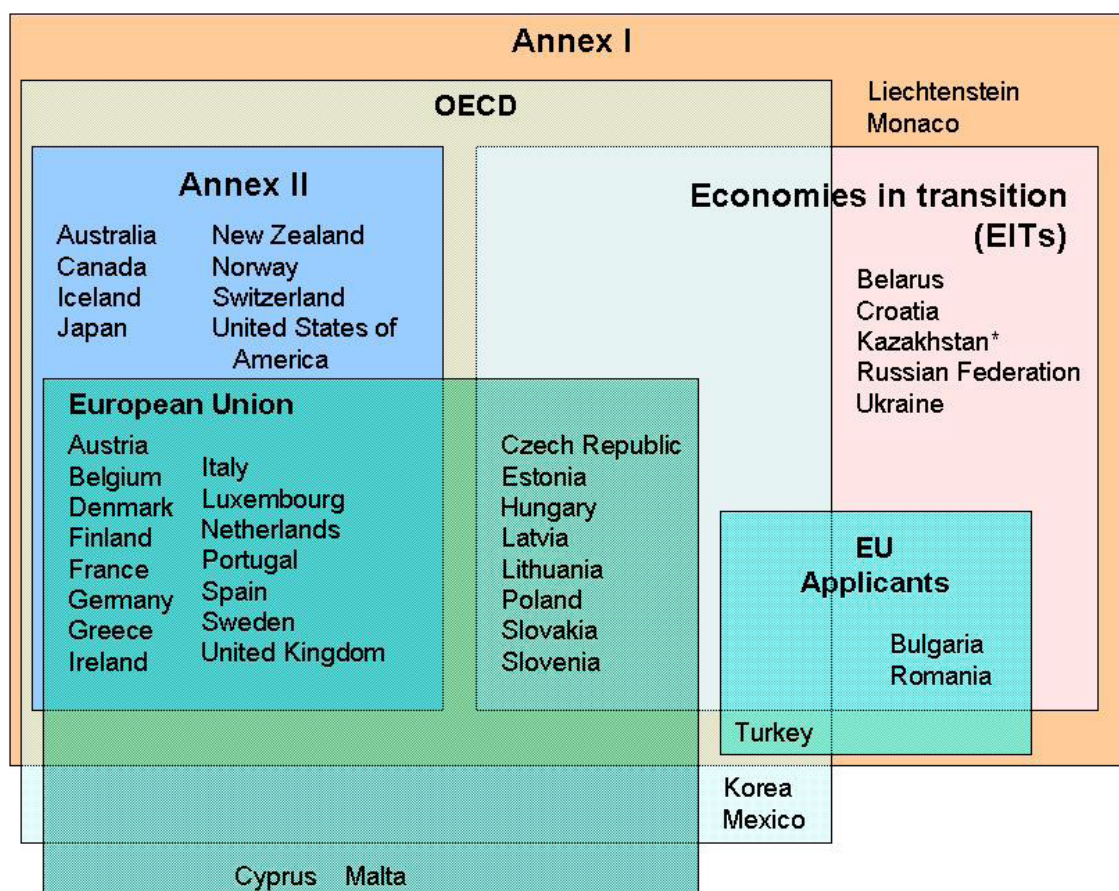 Annex I
OECD
Liechtenstein
Monaco
Annex II
Australia
Canada
Iceland
Japan
New Zealand
Norway
Switzerland
United States of
America
Economies in transition
(EITs)
Belarus
Croatia
Kazakhstan*
Russian Federation
Ukraine
European Union
Austria
Belgium
Denmark
Finland
France
Germany
Greece
Ireland
Italy
Luxembourg
Netherlands
Portugal
Spain
Sweden
United Kingdom
Czech Republic
Estonia
Hungary
Latvia
Lithuania
Poland
Slovakia
Slovenia
EU
Applicants
Bulgaria
Romania
Turkey
Korea
Mexico
Cyprus Malta